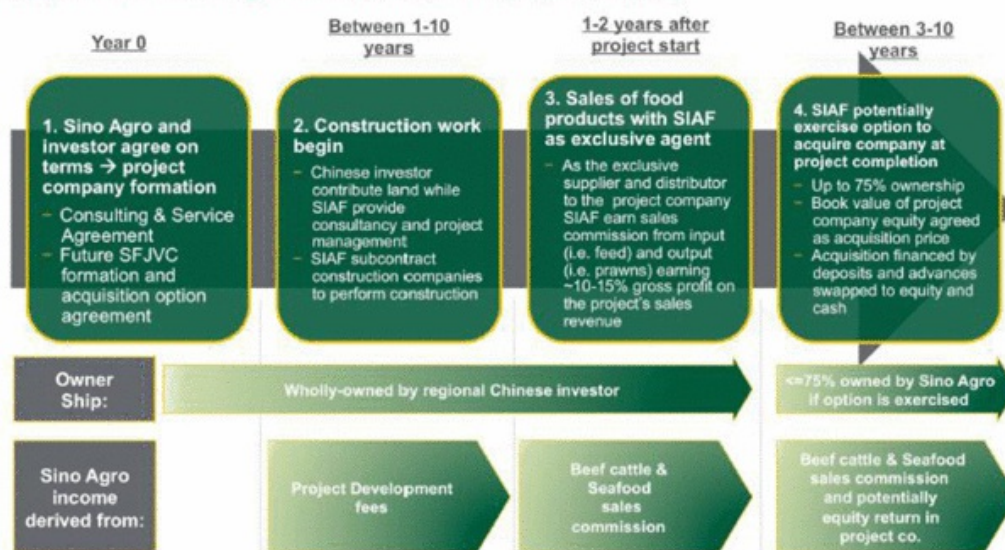 Year 0
Between 1-10
years
1-2 years after
project start
Between 3-10
years
1. Sino Agro and
investor agree on
terms → project
company formation
– Consulting & Service
Agreement
– Future SFJVC
formation and
acquisition option
agreement
2. Construction work
begin
– Chinese investor
contribute land while
SIAF provide
consultancy and project
management
– SIAF subcontract
construction companies
to perform construction
3. Sales of food
products with SIAF
as exclusive agent
– As the exclusive
supplier and distributor
to the project company
SIAF earn sales
commission from input
(i.e. feed) and output
(i.e. prawns) earning
~10-15% gross profit on
the project's sales
revenue
4. SIAF potentially
exercise option to
acquire company at
project completion
– Up to 75% ownership
– Book value of project
company equity agreed
as acquisition price
– Acquisition financed by
deposits and advances
swapped to equity and
cash
Owner
Ship:
Wholly-owned by regional Chinese investor
<=75% owned by Sino Agro
if option is exercised
Sino Agro
income
derived from:
Project Development
fees
Beef cattle &
Seafood
sales
commission
Beef cattle & Seafood
sales commission
and potentially
equity return in
project co.